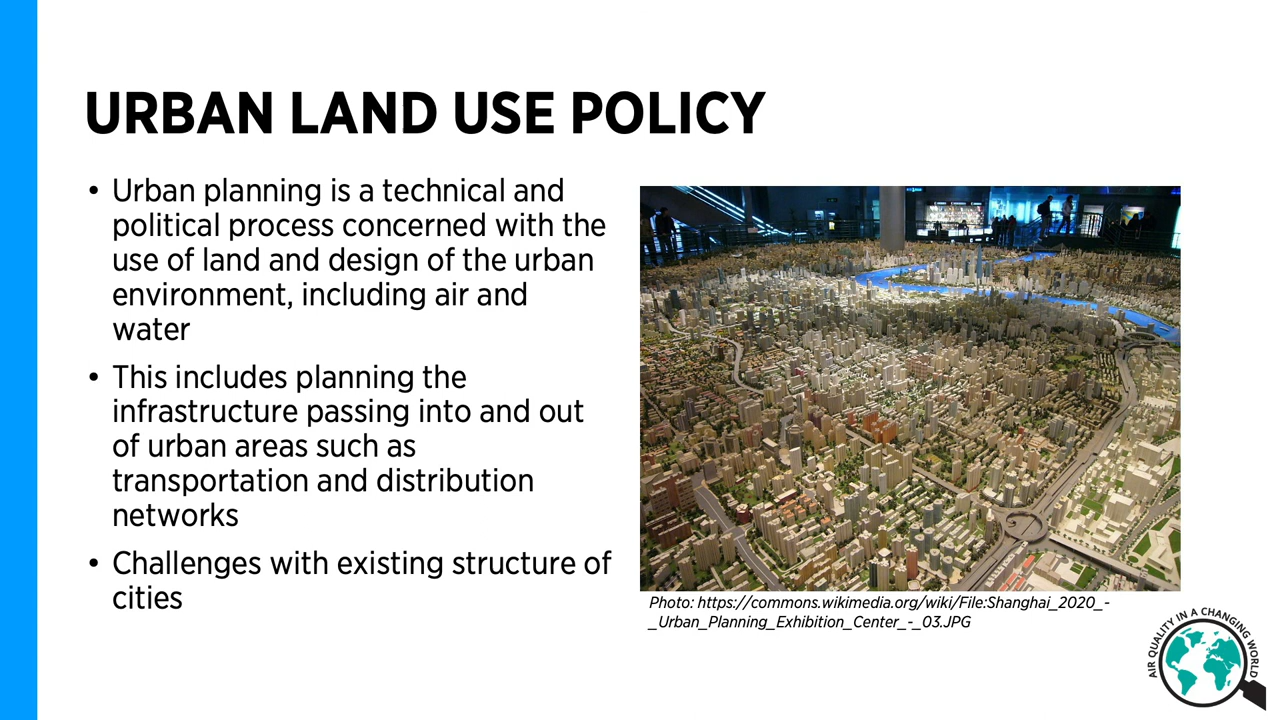 URBAN LAND USE POLICY
• Urban planning is a technical and
political process concerned with the
use of land and design of the urban
environment, including air and
water
• This includes planning the
infrastructure passing into and out
of urban areas such as
transportation and distribution
networks
• Challenges with existing structure of
cities
Photo: https://commons.wikimedia.org/wiki/File:Shanghai_2020_-
_Urban_Planning_Exhibition_Center_-_03.JPG
AIR QUALITY IN A CHANGING WORLD